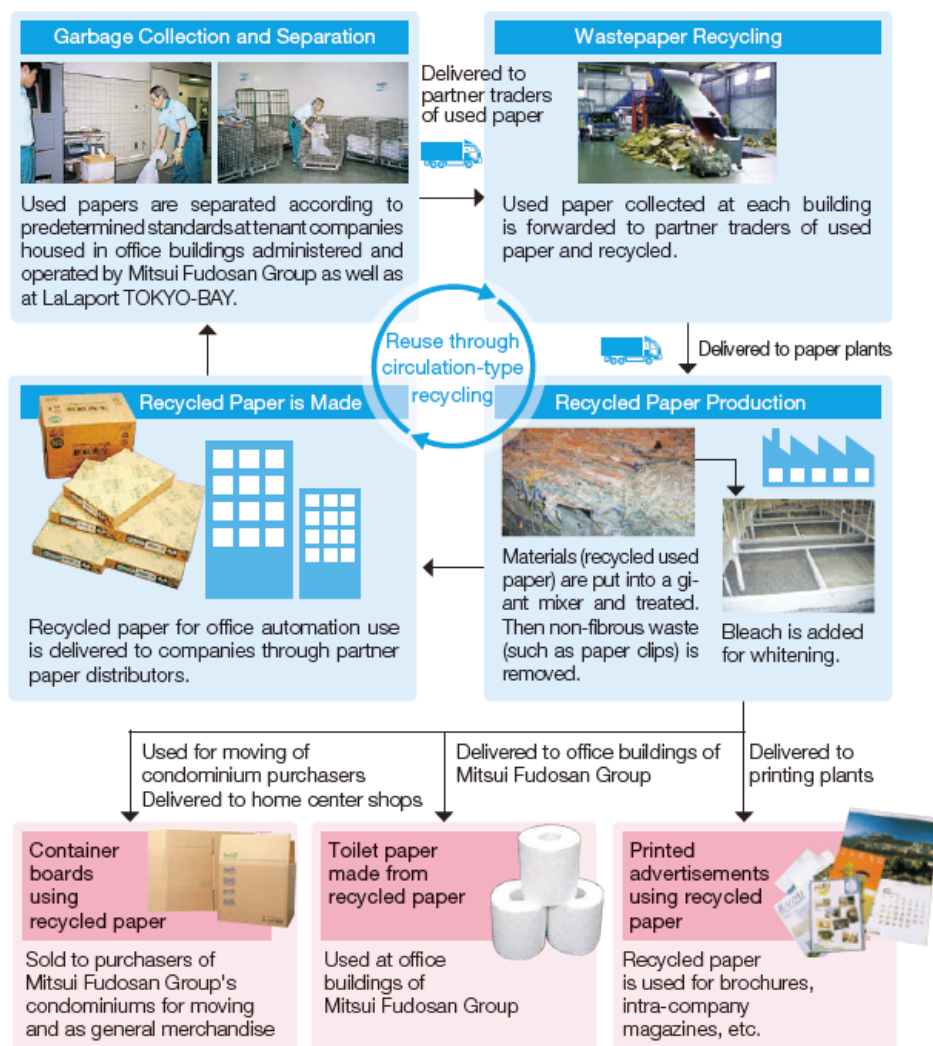 Garbage Collection and Separation
Used papers are separated according to
predetermined standards at tenant companies
housed in office buildings administered and
operated by Mitsui Fudosan Group as well as
at LaLaport TOKYO-BAY.
Delivered to
partner traders
of used paper
Wastepaper Recycling
Used paper collected at each building
is forwarded to partner traders of used
paper and recycled.
Reuse through
circulation-type
recycling
Delivered to paper plants
Recycled Paper is Made
Recycled paper for office automation use
is delivered to companies through partner
paper distributors.
Recycled Paper Production
Materials (recycled used
paper) are put into a gi-
ant mixer and treated.
Then non-fibrous waste
(such as paper clips) is
removed.
Bleach is added
for whitening.
Used for moving of
condominium purchasers
Delivered to home center shops
Delivered to office buildings of
Mitsui Fudosan Group
Delivered to
printing plants
Container
boards
using
recycled paper
Sold to purchasers of
Mitsui Fudosan Group's
condominiums for moving
and as general merchandise
Toilet paper
made from
recycled paper
Used at office
buildings of
Mitsui Fudosan Group
Printed
advertisements
using recycled
paper
Recycled paper
is used for brochures,
intra-company
magazines, etc.